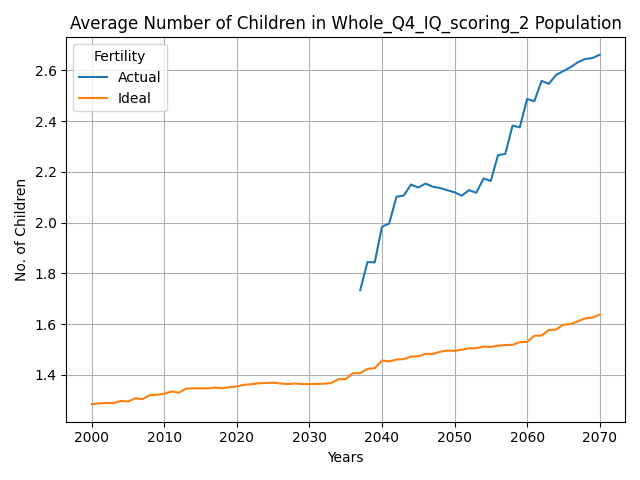 Average Number of Children in Whole_Q4_IQ_scoring_2 Population
Fertility
Actual
Ideal
No. of Children
2.6
2.4
2.2
2.0
1.8
1.6
1.4
2000 2010 2020 2030 2040 2050 2060 2070
Years